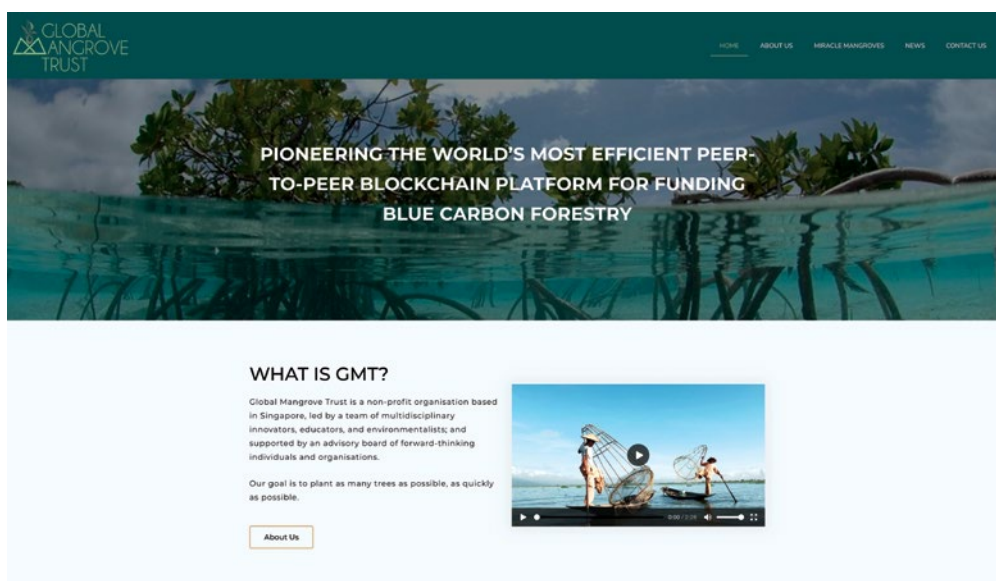 GLOBAL
MANGROVE
TRUST
HOME ABOUT US MIRACLE MANGROVES NEWS CONTACT US
PIONEERING THE WORLD'S MOST EFFICIENT PEER-
TO-PEER BLOCKCHAIN PLATFORM FOR FUNDING
BLUE CARBON FORESTRY
WHAT IS GMT?
Global Mangrove Trust is a non-profit organisation based
in Singapore, led by a team of multidisciplinary
innovators, educators, and environmentalists; and
supported by an advisory board of forward-thinking
individuals and organisations.
Our goal is to plant as many trees as possible, as quickly
as possible.
About Us